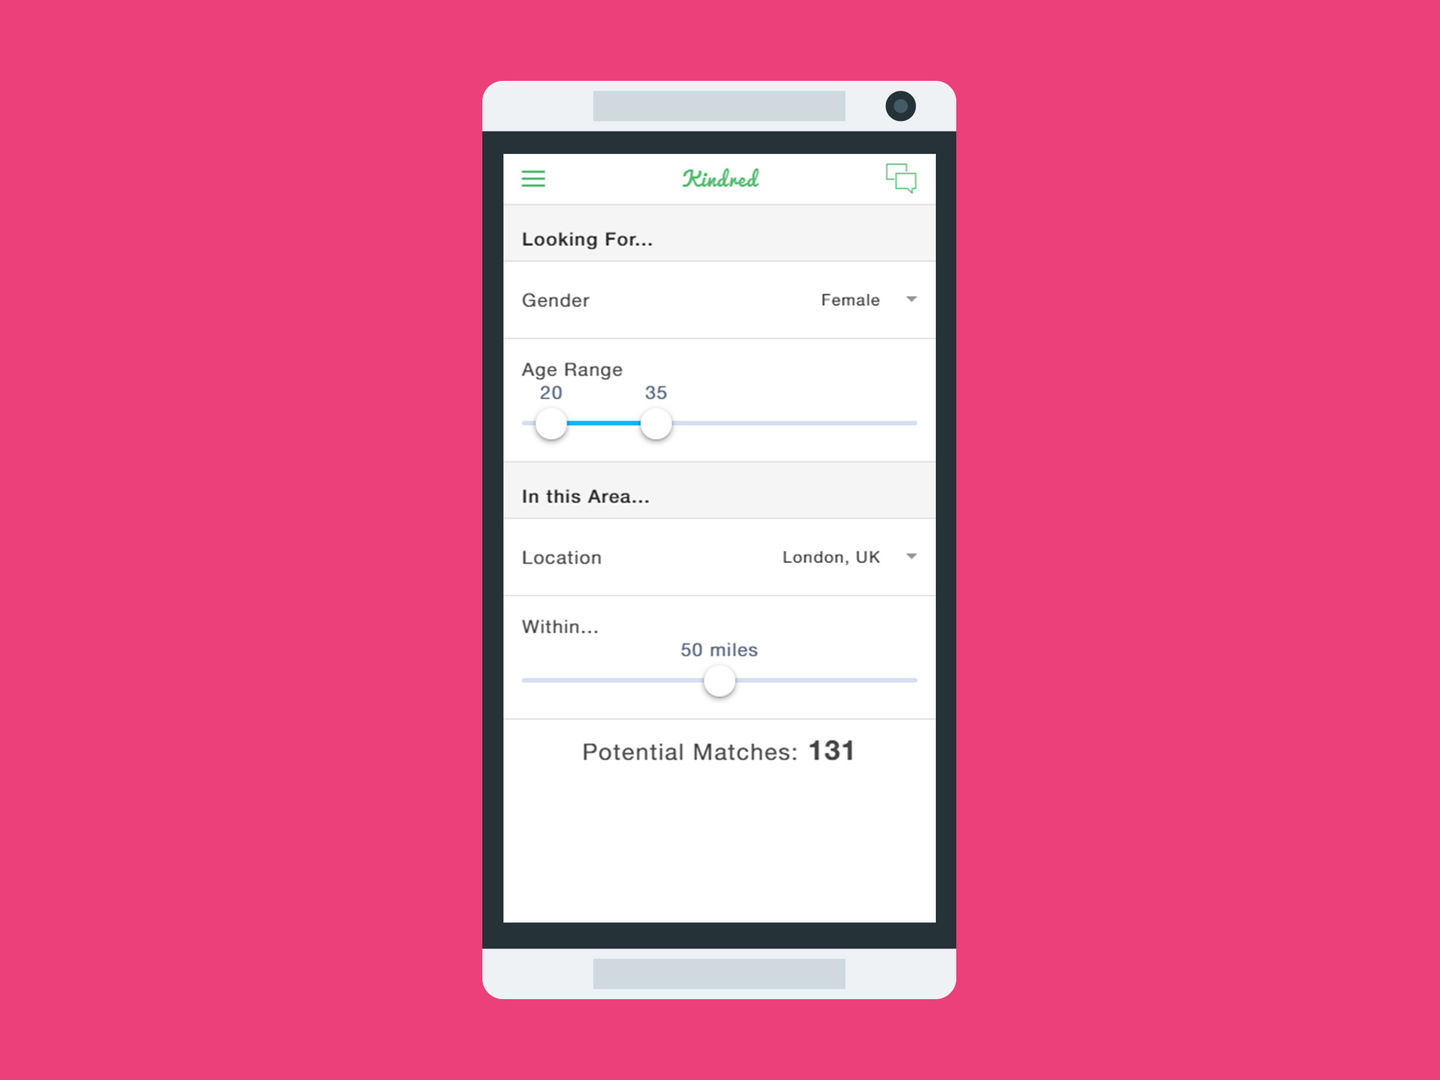 Kindred
Looking For...
Gender Female
Age Range
20 35
In this Area...
Location London, UK
Within...
50 miles
Potential Matches: 131